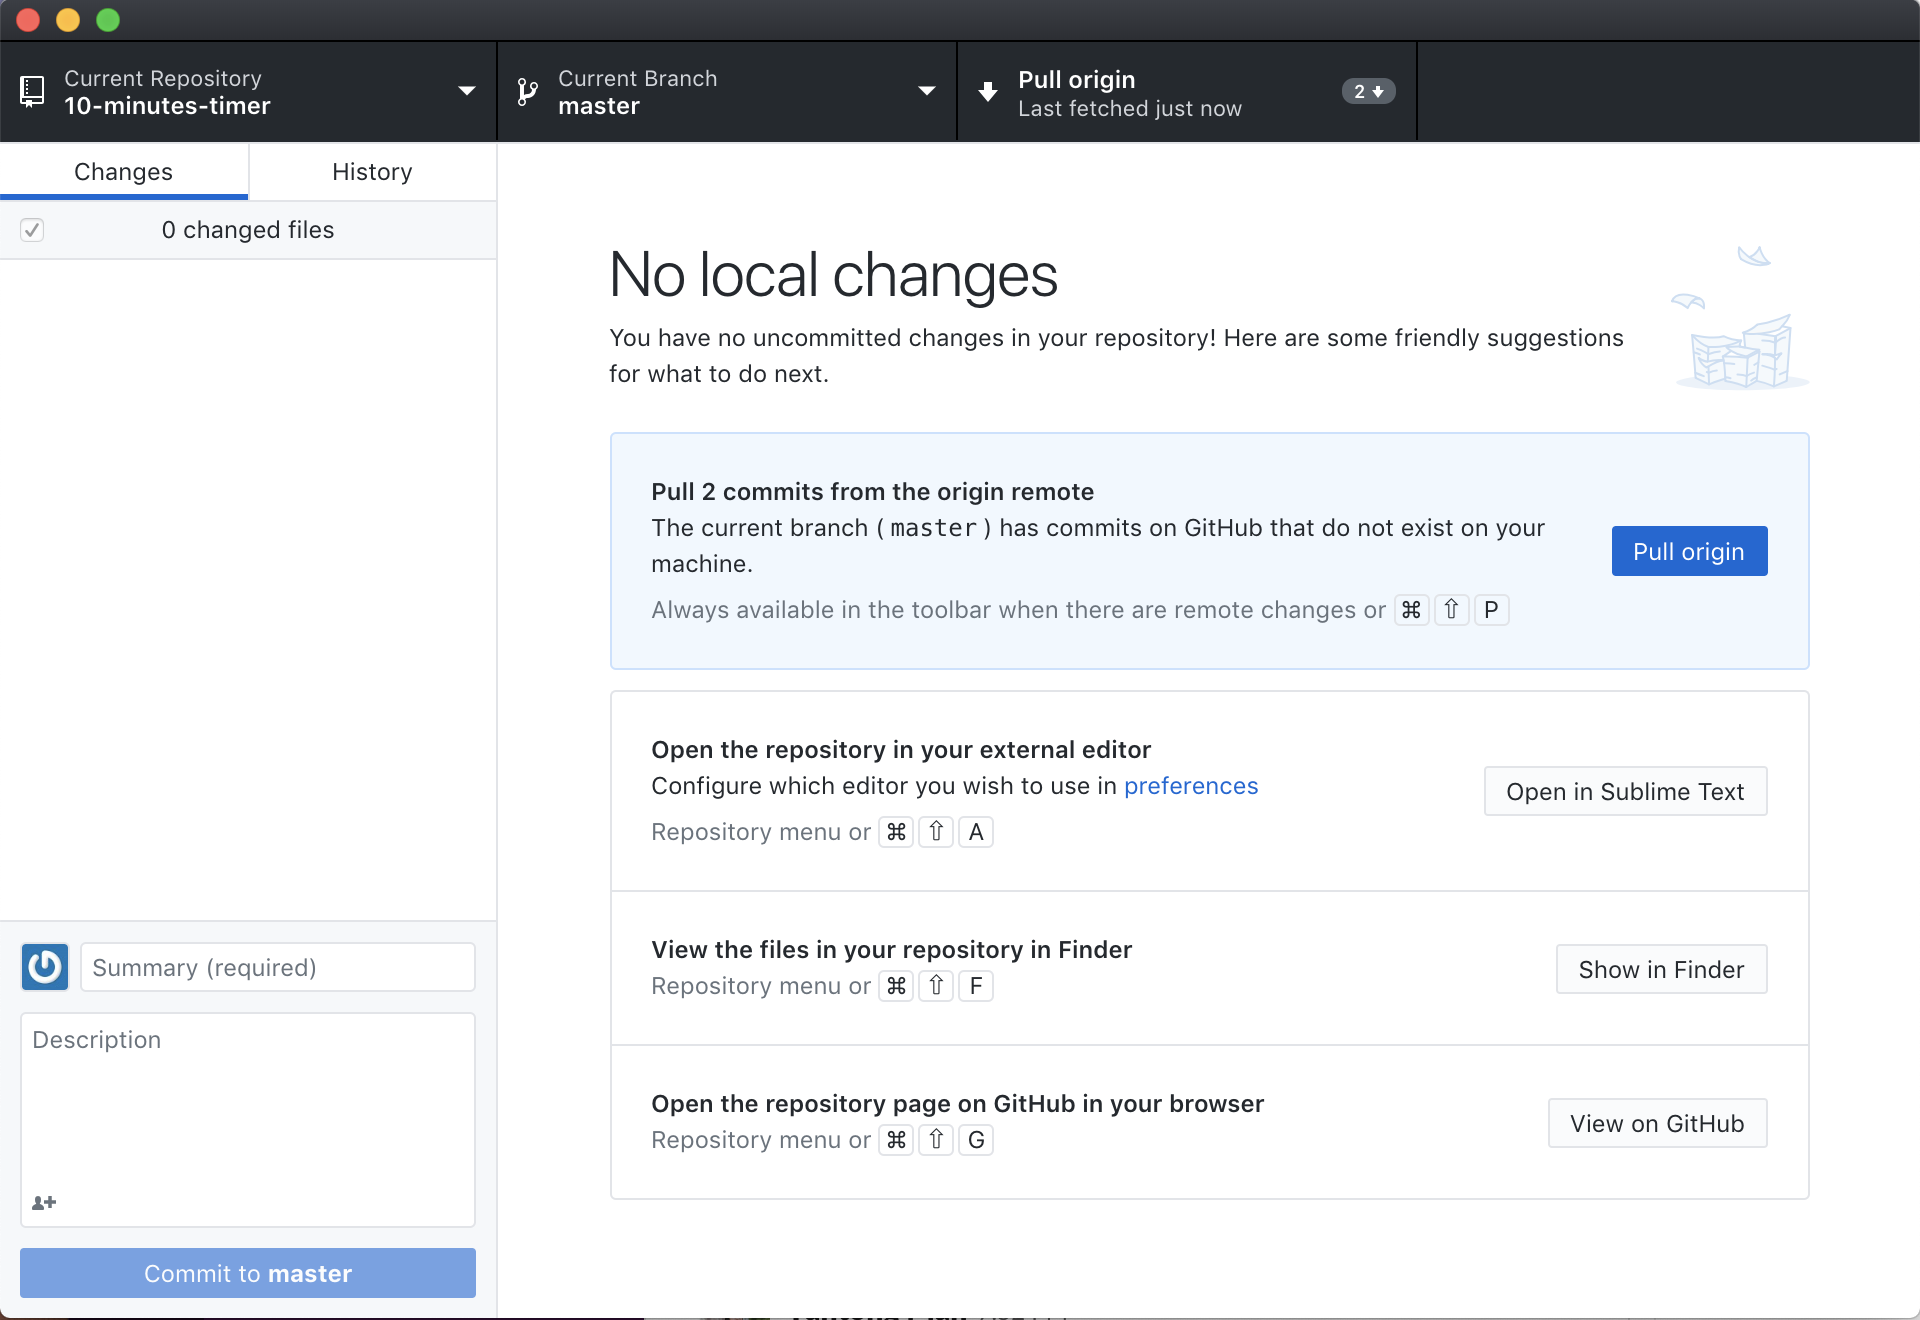 Current Repository
10-minutes-timer
Current Branch
master
Pull origin
Last fetched just now
2
Changes
History
0 changed files
No local changes
You have no uncommitted changes in your repository! Here are some friendly suggestions
for what to do next.
Pull 2 commits from the origin remote
The current branch (master) has commits on GitHub that do not exist on your
machine.
Always available in the toolbar when there are remote changes or ⌘ ⇧ P
Pull origin
Open the repository in your external editor
Configure which editor you wish to use in preferences
Repository menu or ⌘ ⇧ A
Open in Sublime Text
View the files in your repository in Finder
Repository menu or ⌘ ⇧ F
Show in Finder
Open the repository page on GitHub in your browser
Repository menu or ⌘ ⇧ G
View on GitHub
Summary (required)
Description
Commit to master